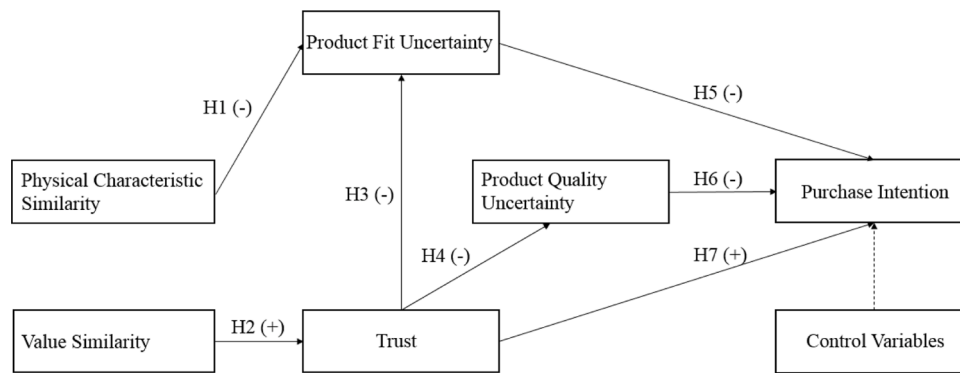 Product Fit Uncertainty
H1 (-)
H5 (-)
Physical Characteristic
Similarity
H3 (-)
Product Quality
Uncertainty
H6 (-)
Purchase Intention
H4 (-)
H7 (+)
Value Similarity
H2 (+)
Trust
Control Variables